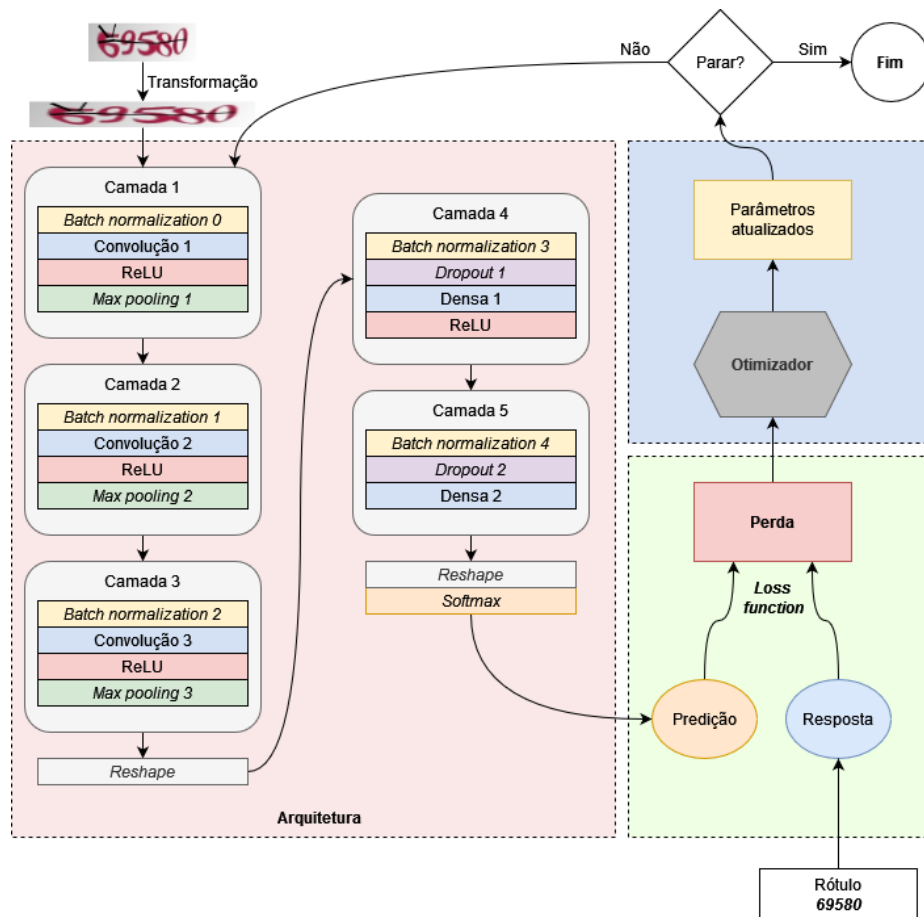 69580
Transformação
69580
Não
Parar?
Sim
Fim
Camada 1
Batch normalization 0
Convolução 1
ReLU
Max pooling 1
Camada 2
Batch normalization 1
Convolução 2
ReLU
Max pooling 2
Camada 3
Batch normalization 2
Convolução 3
ReLU
Max pooling 3
Reshape
Camada 4
Batch normalization 3
Dropout 1
Densa 1
ReLU
Camada 5
Batch normalization 4
Dropout 2
Densa 2
Reshape
Softmax
Arquitetura
Parâmetros
atualizados
Otimizador
Perda
Loss
function
Predição
Resposta
Rótulo
69580